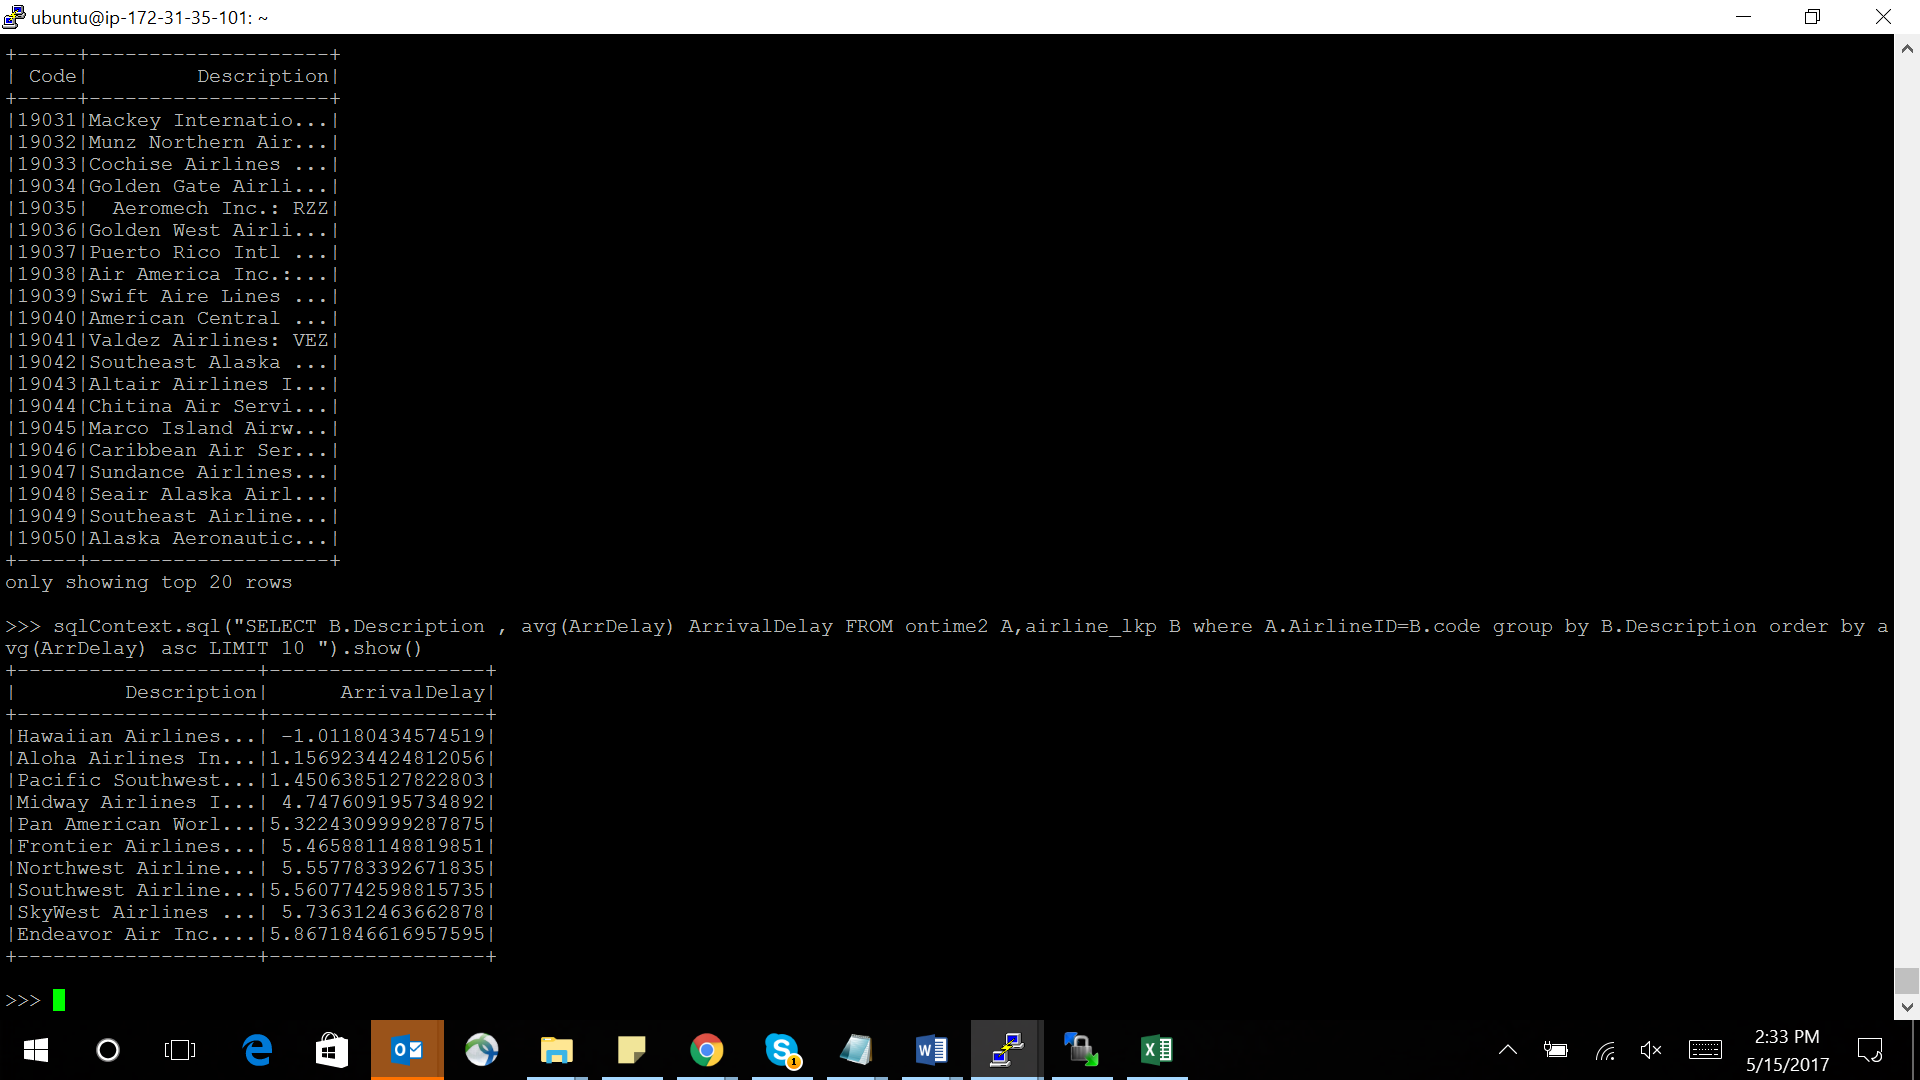 ubuntu@ip-172-31-35-101: ~
+-----+--------------------+
| Code|         Description|
+-----+--------------------+
|19031|Mackey Internatio...|
|19032|Munz Northern Air...|
|19033|Cochise Airlines ...|
|19034|Golden Gate Airli...|
|19035|  Aeromech Inc.: RZZ|
|19036|Golden West Airli...|
|19037|Puerto Rico Intl ...|
|19038|Air America Inc.:...|
|19039|Swift Aire Lines ...|
|19040|American Central ...|
|19041|Valdez Airlines: VEZ|
|19042|Southeast Alaska ...|
|19043|Altair Airlines I...|
|19044|Chitina Air Servi...|
|19045|Marco Island Airw...|
|19046|Caribbean Air Ser...|
|19047|Sundance Airlines...|
|19048|Seair Alaska Airl...|
|19049|Southeast Airline...|
|19050|Alaska Aeronautic...|
+-----+--------------------+
only showing top 20 rows
>>> sqlContext.sql("SELECT B.Description , avg(ArrDelay) ArrivalDelay FROM ontime2 A,airline_lkp B where A.AirlineID=B.code group by B.Description order by a
vg(ArrDelay) asc LIMIT 10 ").show()
+--------------------+------------------+
|         Description|      ArrivalDelay|
+--------------------+------------------+
|Hawaiian Airlines...| -1.01180434574519|
|Aloha Airlines In...|1.1569234424812056|
|Pacific Southwest...|1.4506385127822803|
|Midway Airlines I...| 4.747609195734892|
|Pan American Worl...|5.3224309999287875|
|Frontier Airlines...| 5.465881148819851|
|Northwest Airline...| 5.557783392671835|
|Southwest Airline...|5.5607742598815735|
|SkyWest Airlines ...| 5.736312463662878|
|Endeavor Air Inc....|5.8671846616957595|
+--------------------+------------------+
>>>
2:33 PM
5/15/2017